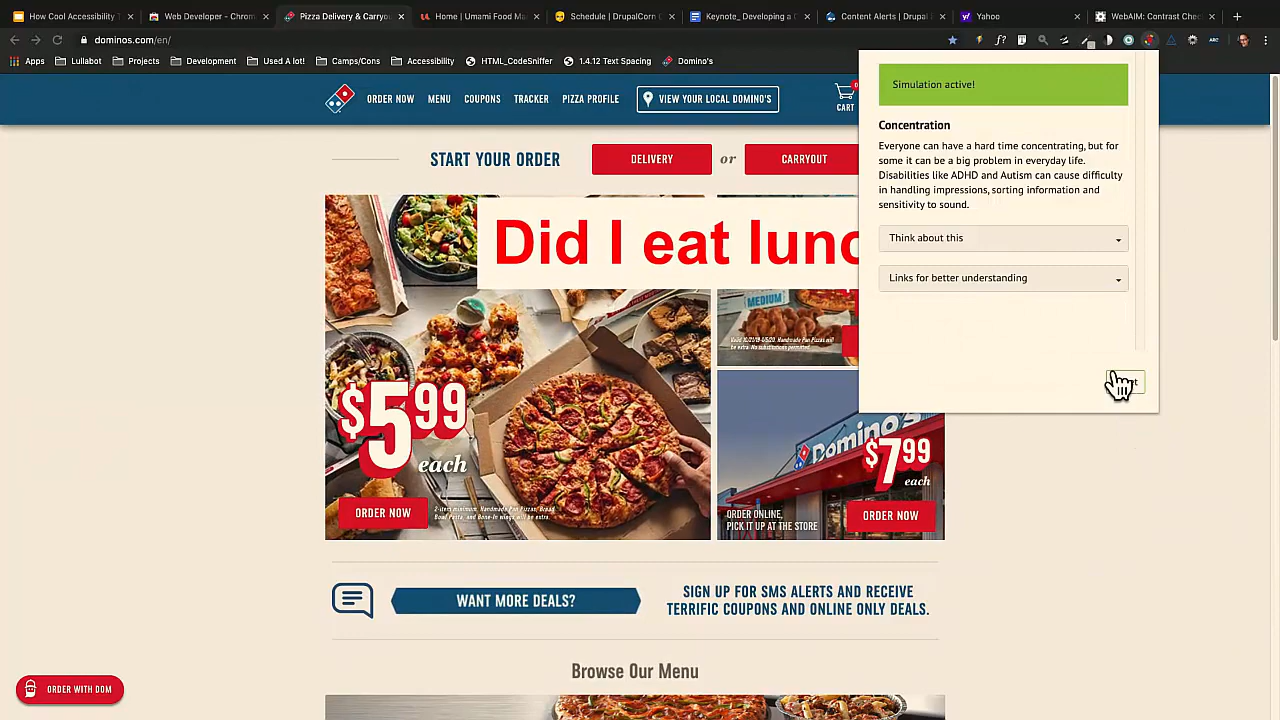 How Cool Accessibility T
Web Developer - Chrom
Pizza Delivery & Carryou
Home | Umami Food Ma
Schedule | DrupalCorn C
Keynote_ Developing a D
Content Alerts | Drupal
Yahoo
WebAIM: Contrast Chec
dominos.com/en/
Apps
Lullabot
Projects
Development
Used A lot!
Camps/Cons
Accessibility
HTML_CodeSniffer
1.4.12 Text Spacing
Domino's
ORDER NOW
MENU
COUPONS
TRACKER
PIZZA PROFILE
VIEW YOUR LOCAL DOMINO'S
CART
START YOUR ORDER
DELIVERY
or
CARRYOUT
Simulation active!
Concentration
Everyone can have a hard time concentrating, but for
some it can be a big problem in everyday life.
Disabilities like ADHD and Autism can cause difficulty
in handling impressions, sorting information and
sensitivity to sound.
Think about this
Links for better understanding
Did I eat lunc
MEDIUM
$5.99
each
ORDER NOW
Domino's
$7.99
each
ORDER ONLINE,
PICK IT UP AT THE STORE
ORDER NOW
WANT MORE DEALS?
SIGN UP FOR SMS ALERTS AND RECEIVE
TERRIFIC COUPONS AND ONLINE ONLY DEALS.
Browse Our Menu
ORDER WITH DOM